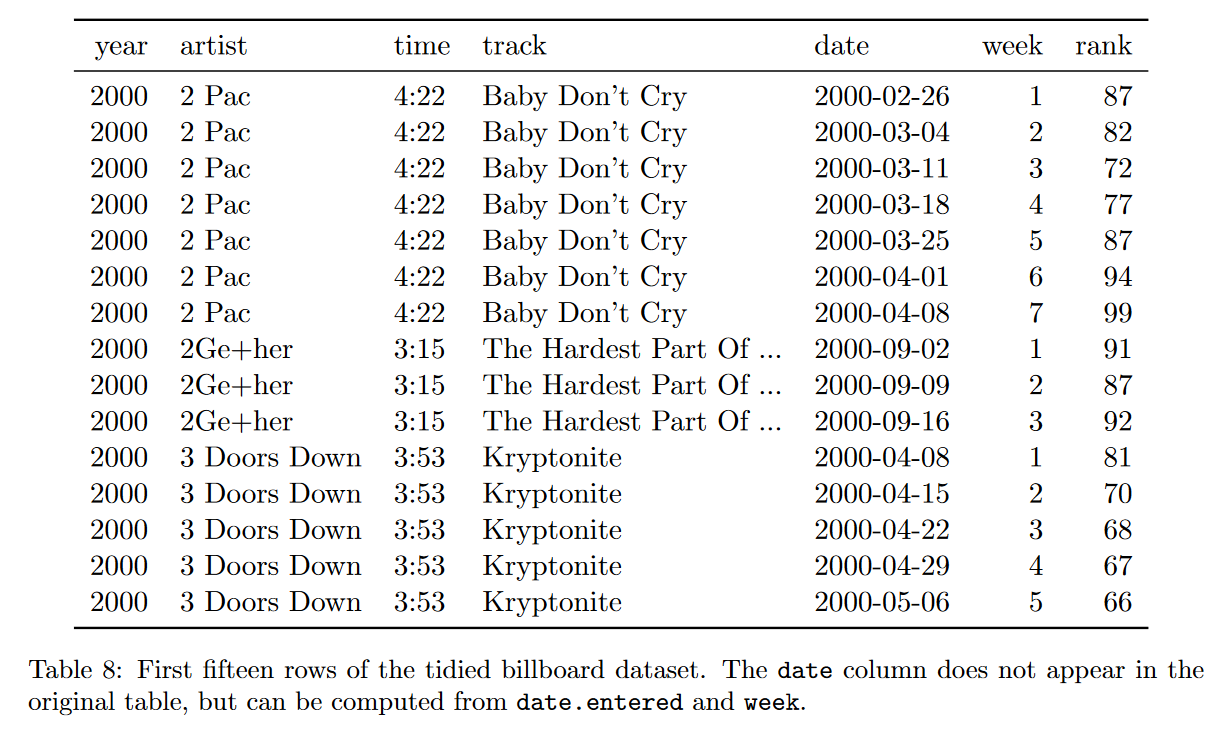 year artist time track date week rank
2000 2 Pac 4:22 Baby Don't Cry 2000-02-26 1 87
2000 2 Pac 4:22 Baby Don't Cry 2000-03-04 2 82
2000 2 Pac 4:22 Baby Don't Cry 2000-03-11 3 72
2000 2 Pac 4:22 Baby Don't Cry 2000-03-18 4 77
2000 2 Pac 4:22 Baby Don't Cry 2000-03-25 5 87
2000 2 Pac 4:22 Baby Don't Cry 2000-04-01 6 94
2000 2 Pac 4:22 Baby Don't Cry 2000-04-08 7 99
2000 2Ge+her 3:15 The Hardest Part Of ... 2000-09-02 1 91
2000 2Ge+her 3:15 The Hardest Part Of ... 2000-09-09 2 87
2000 2Ge+her 3:15 The Hardest Part Of ... 2000-09-16 3 92
2000 3 Doors Down 3:53 Kryptonite 2000-04-08 1 81
2000 3 Doors Down 3:53 Kryptonite 2000-04-15 2 70
2000 3 Doors Down 3:53 Kryptonite 2000-04-22 3 68
2000 3 Doors Down 3:53 Kryptonite 2000-04-29 4 67
2000 3 Doors Down 3:53 Kryptonite 2000-05-06 5 66
Table 8: First fifteen rows of the tidied billboard dataset. The date column does not appear in the
original table, but can be computed from date.entered and week.